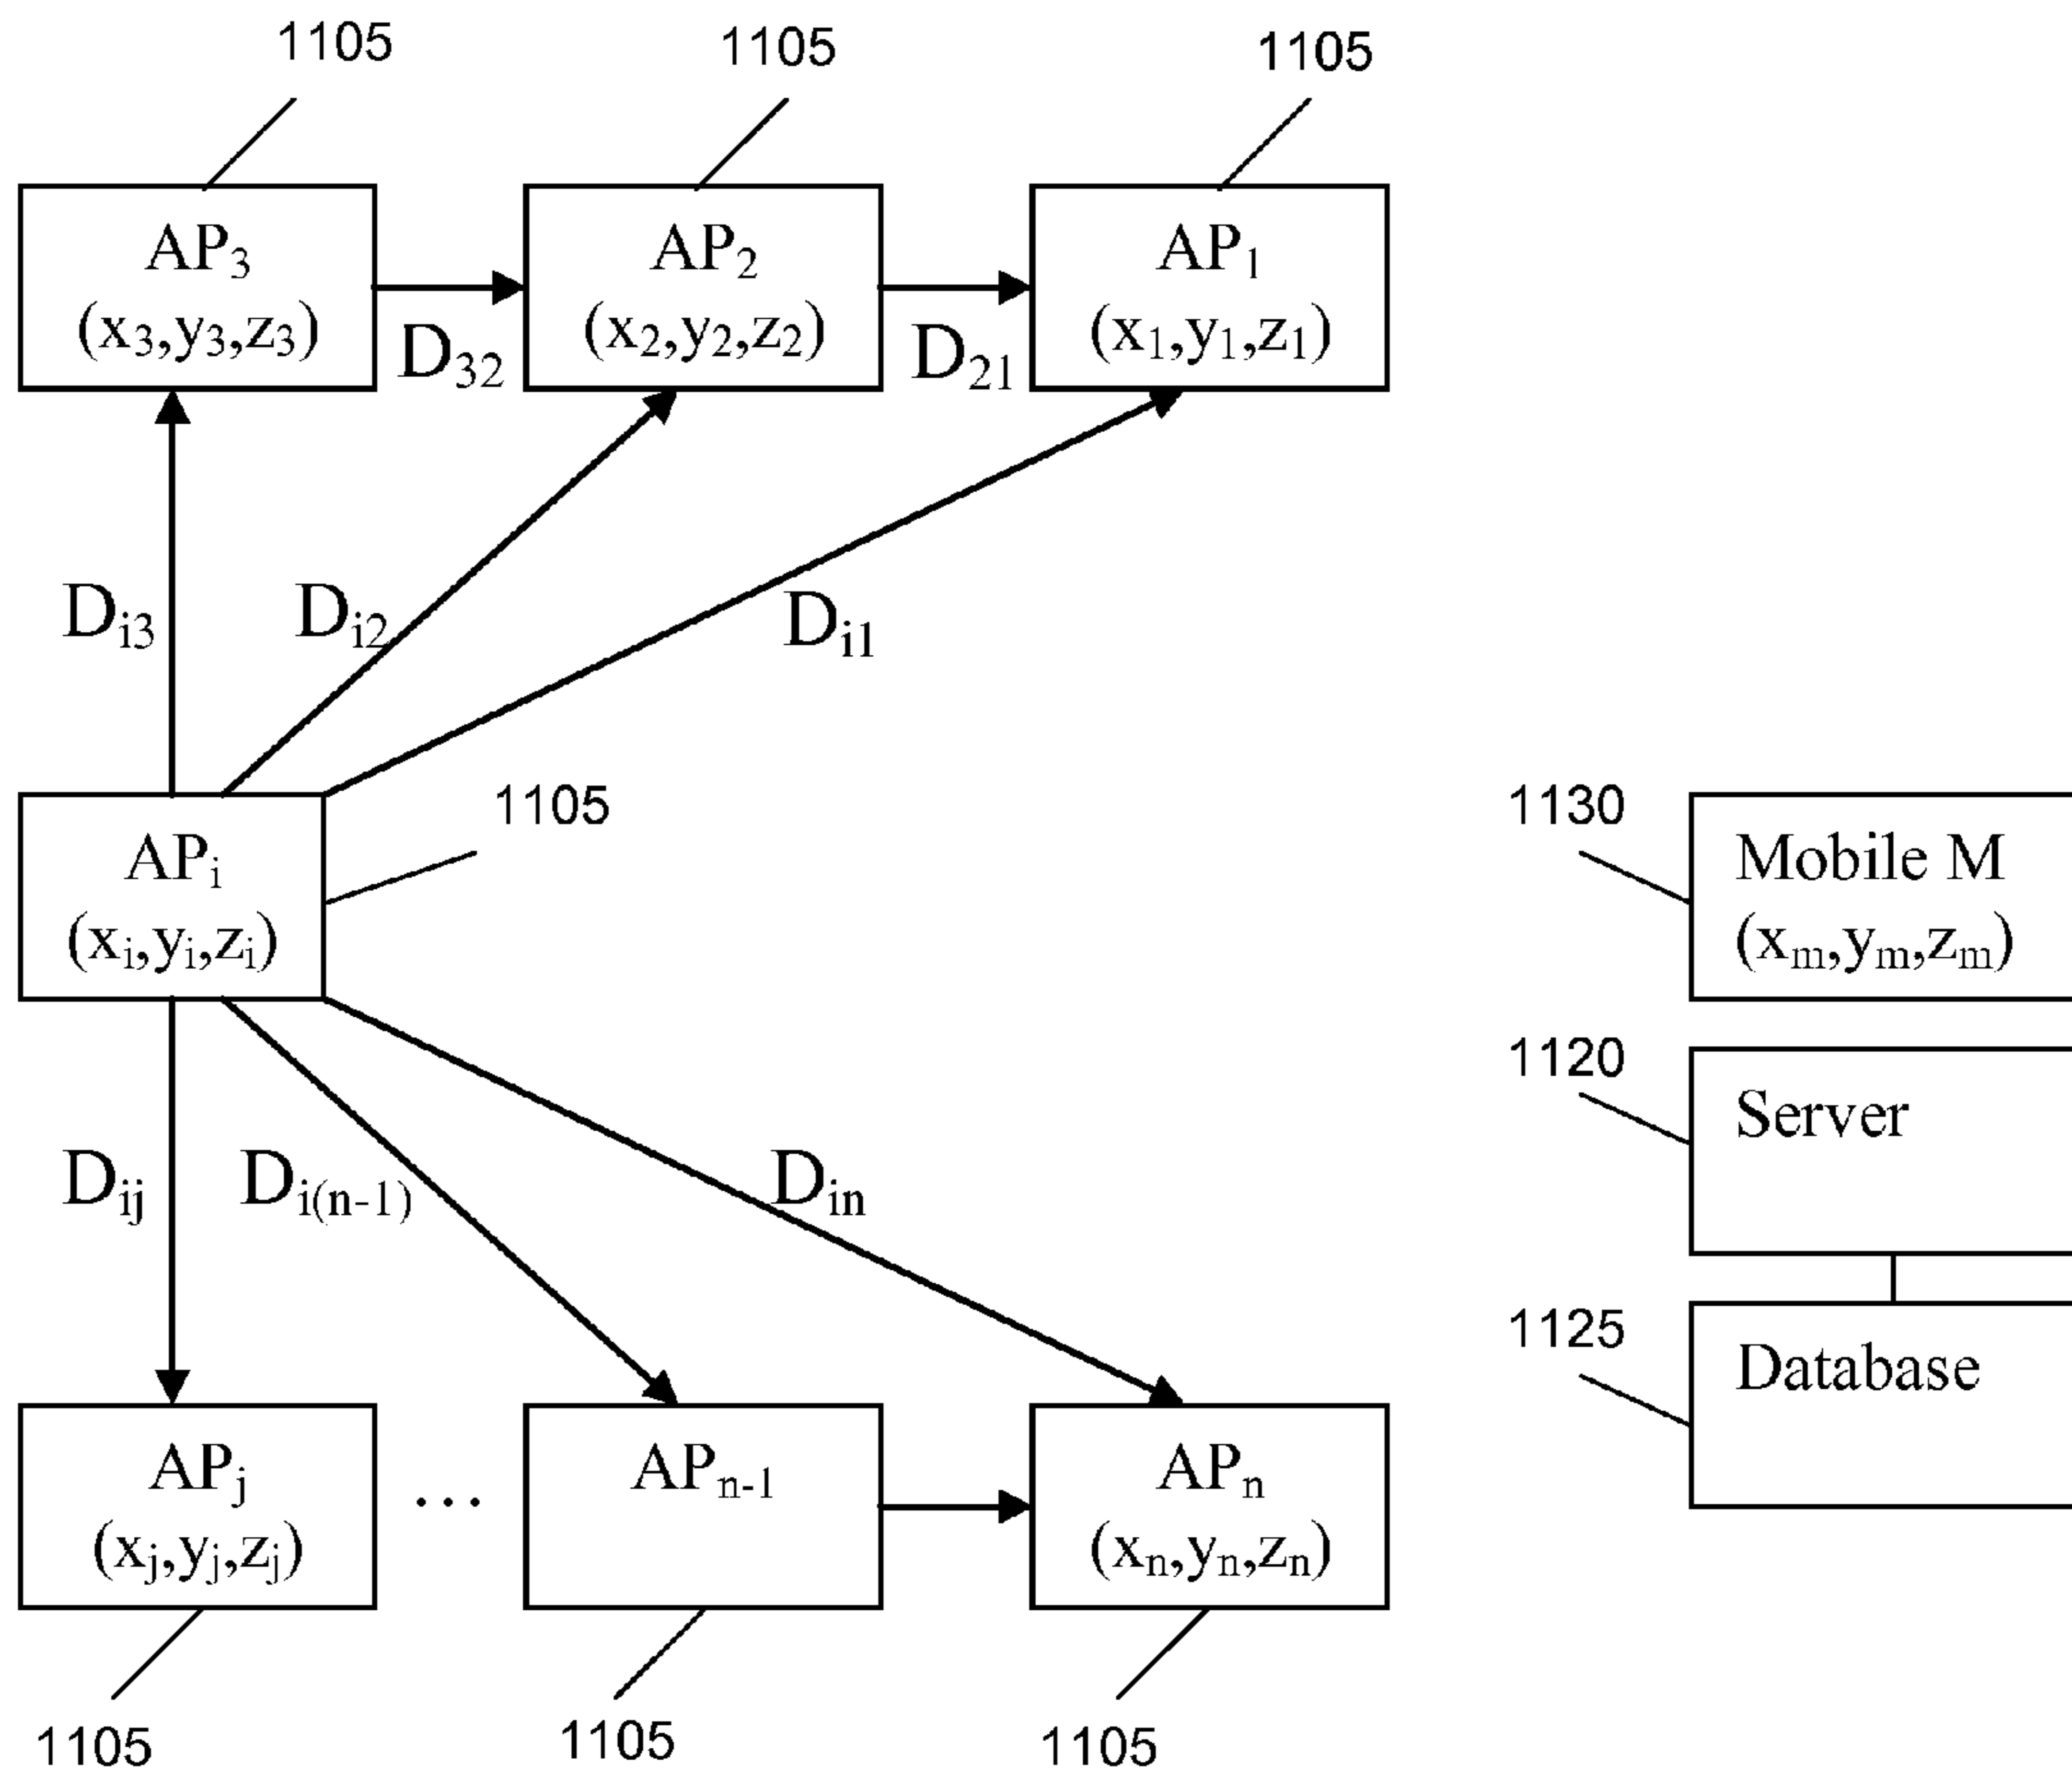 1105
1105
1105
AP₃
(x₃,y₃,z₃)
AP₂
(x₂,y₂,z₂)
AP₁
(x₁,y₁,z₁)
D₃₂
D₂₁
Dᵢ₃
Dᵢ₂
Dᵢ₁
APᵢ
(xᵢ,yᵢ,zᵢ)
1105
1130
Mobile M
(xₘ,yₘ,zₘ)
1120
Server
Dᵢⱼ
Dᵢ₍ₙ₋₁₎
Dᵢₙ
1125
Database
APⱼ
(xⱼ,yⱼ,zⱼ)
...
APₙ₋₁
APₙ
(xₙ,yₙ,zₙ)
1105
1105
1105